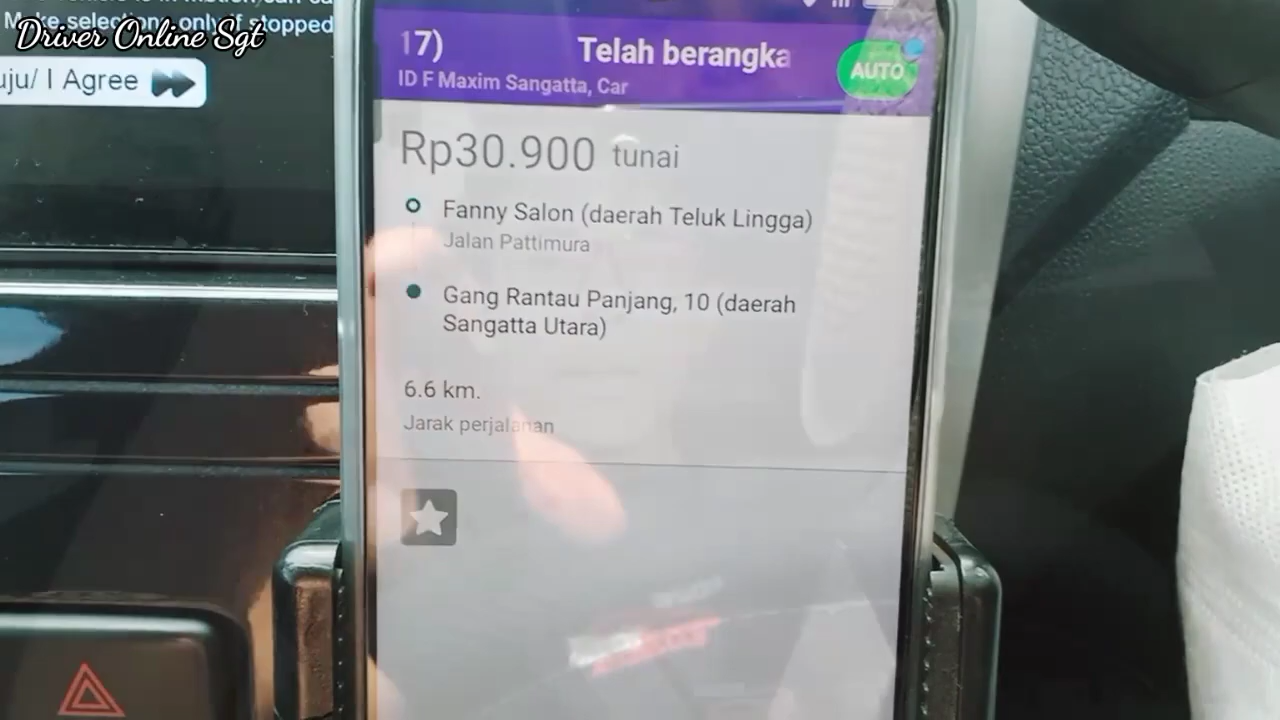 Make selections only if stopped
Driver Online Sgt
uju/ I Agree
17)
Telah berangka
ID F Maxim Sangatta, Car
AUTO
Rp30.900 tunai
Fanny Salon (daerah Teluk Lingga)
Jalan Pattimura
Gang Rantau Panjang, 10 (daerah
Sangatta Utara)
6.6 km.
Jarak perjalanan